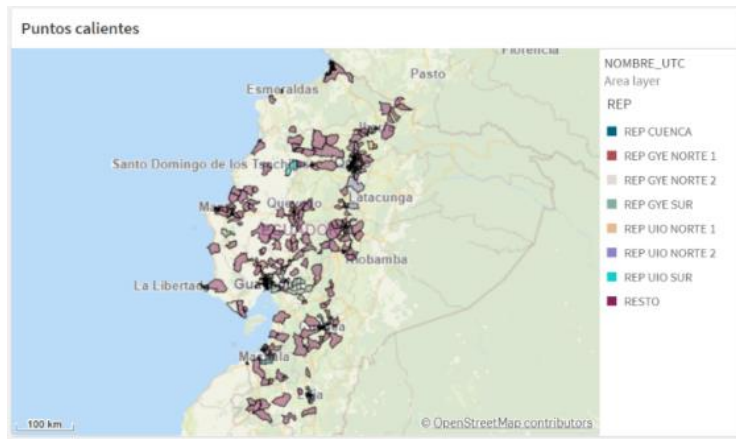 Puntos calientes
Florencia
Pasto
Esmeraldas
Santo Domingo de los
Latacunga
La Libertad
100 km
© OpenStreetMap contributors
NOMBRE_UTC
Area layer
REP
REP CUENCA
REP GYE NORTE 1
REP GYE NORTE 2
REP GYE SUR
REP UIO NORTE 1
REP UIO NORTE 2
REP UIO SUR
RESTO